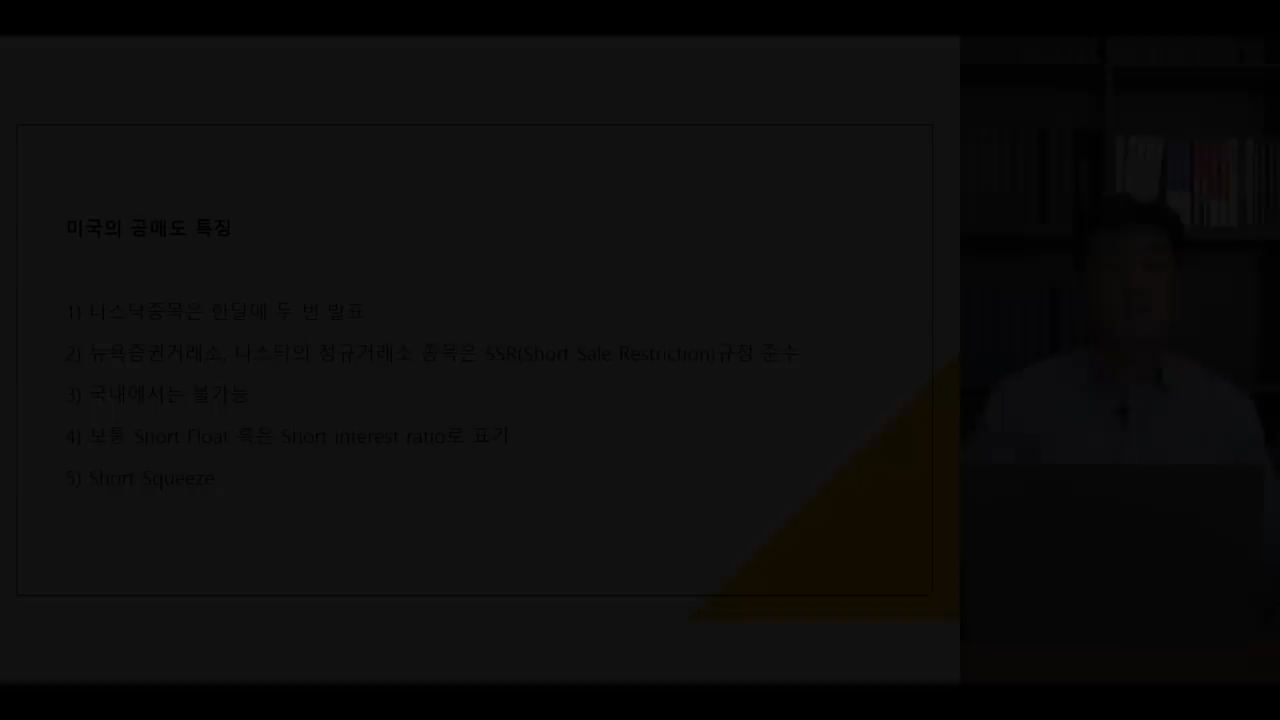 미국의 공매도 특징
1) 나스닥종목은 한달에 두 번 발표
2) 뉴욕증권거래소, 나스닥의 정규거래소 종목은 SSR(Short Sale Restriction)규정 준수
3) 국내에서는 불가능
4) 보통 Short Float 혹은 Short interest ratio로 표기
5) Short Squeeze